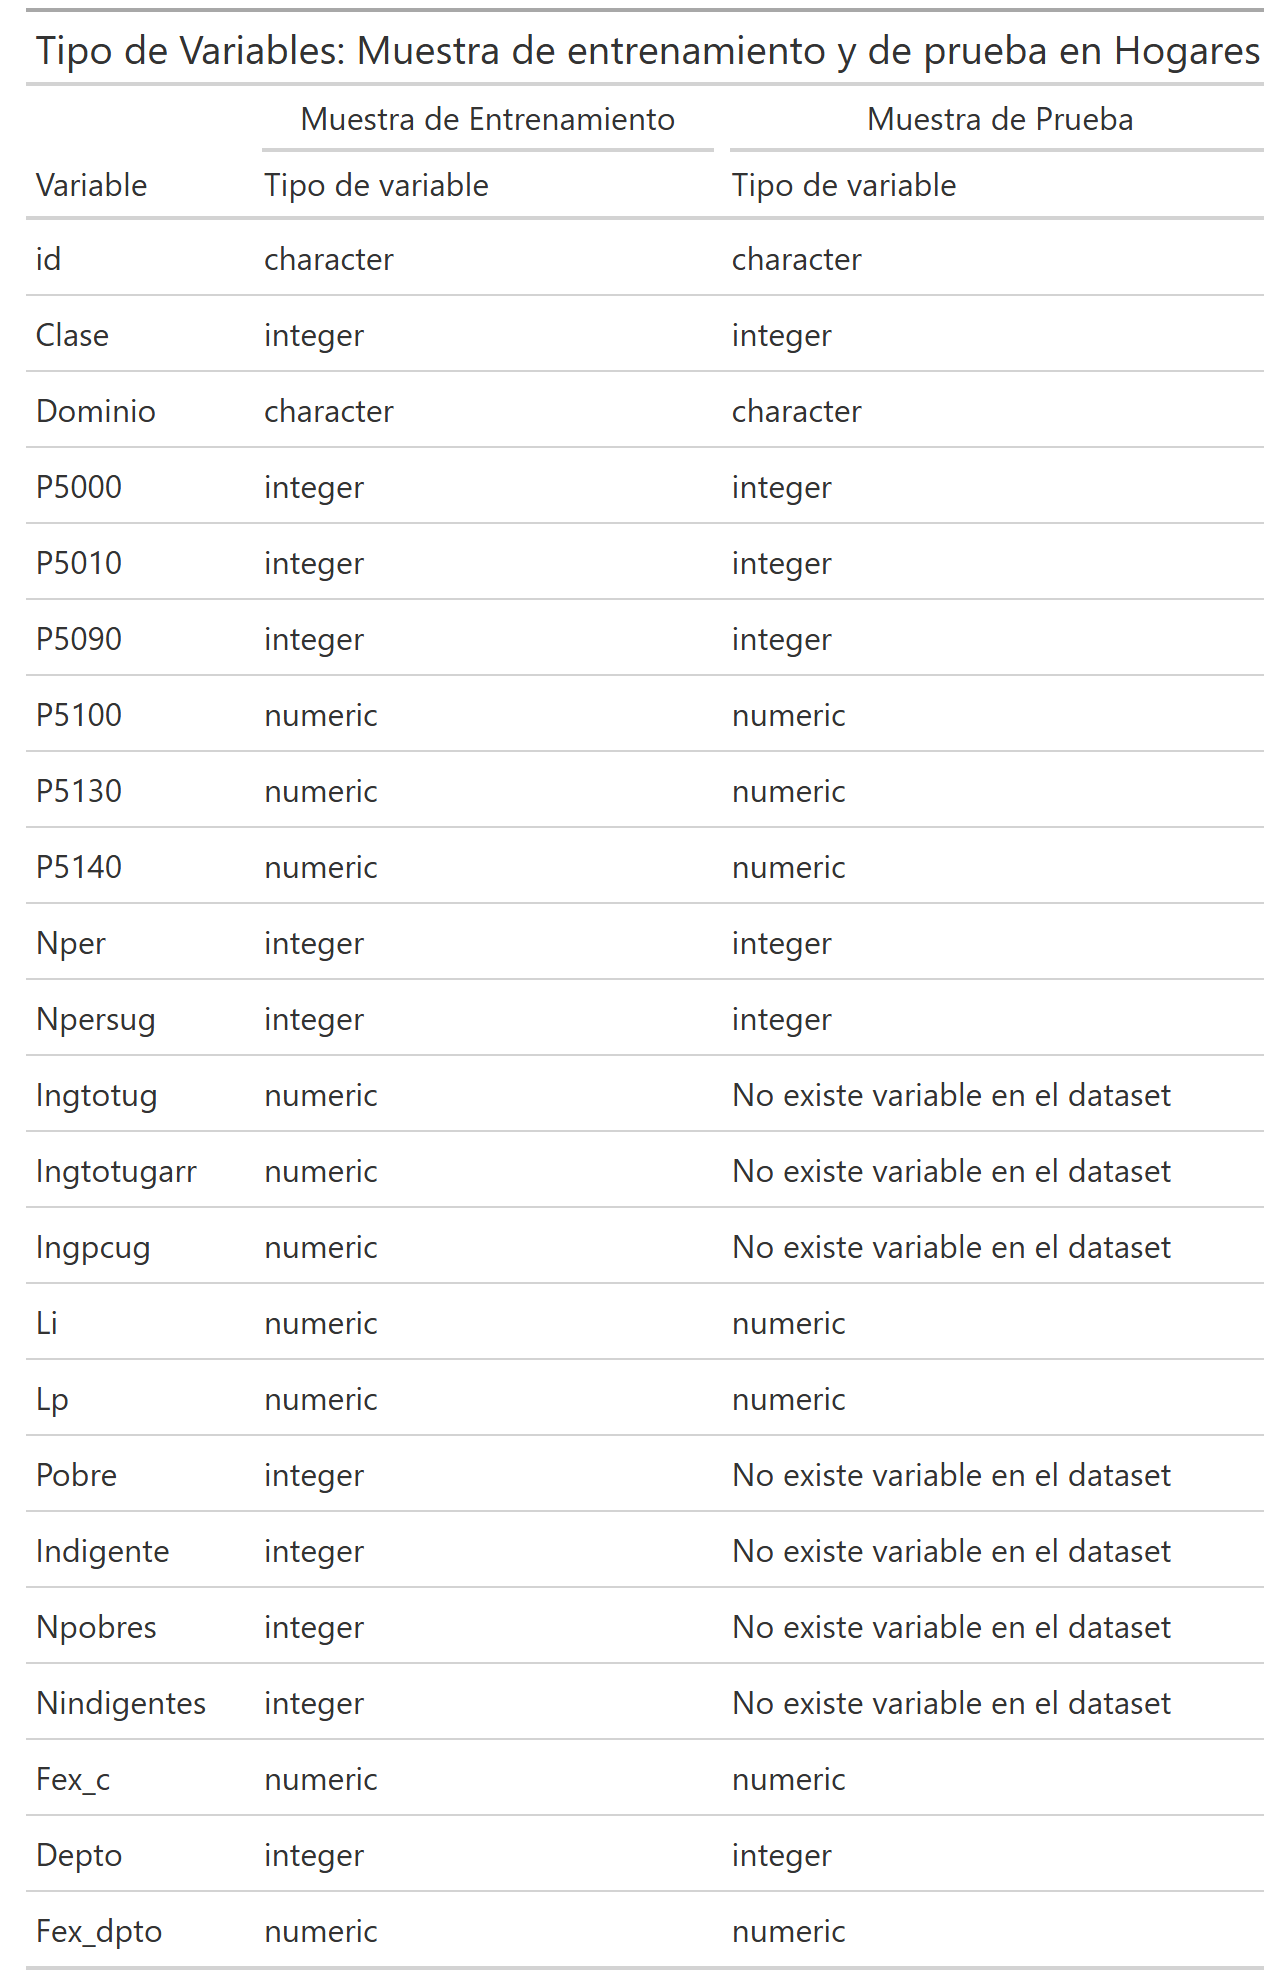 Tipo de Variables: Muestra de entrenamiento y de prueba en Hogares
Muestra de Entrenamiento Muestra de Prueba
Variable Tipo de variable Tipo de variable
id character character
Clase integer integer
Dominio character character
P5000 integer integer
P5010 integer integer
P5090 integer integer
P5100 numeric numeric
P5130 numeric numeric
P5140 numeric numeric
Nper integer integer
Npersug integer integer
Ingtotug numeric No existe variable en el dataset
Ingtotugarr numeric No existe variable en el dataset
Ingpcug numeric No existe variable en el dataset
Li numeric numeric
Lp numeric numeric
Pobre integer No existe variable en el dataset
Indigente integer No existe variable en el dataset
Npobres integer No existe variable en el dataset
Nindigentes integer No existe variable en el dataset
Fex_c numeric numeric
Depto integer integer
Fex_dpto numeric numeric